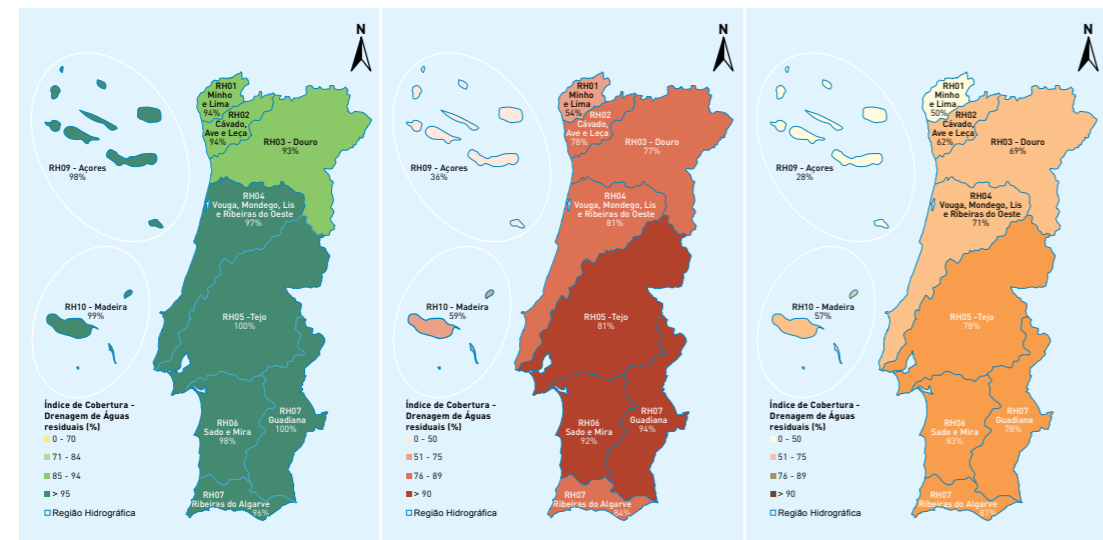 N
RH01
Minho
e Lima
94%
RH02
Cávado,
Ave e Leça
94%
RH03 - Douro
93%
RH09 - Açores
98%
RH04
Vouga, Mondego, Lis
e Ribeiras do Oeste
97%
RH10 - Madeira
99%
RH05 -Tejo
100%
RH07
Guadiana
100%
RH06
Sado e Mira
98%
RH07
Ribeiras do Algarve
96%
Índice de Cobertura -
Drenagem de Águas
residuais (%)
0 - 70
71 - 84
85 - 94
> 95
Região Hidrográfica
N
RH01
Minho
e Lima
54%
RH02
Cávado,
Ave e Leça
78%
RH03 - Douro
77%
RH09 - Açores
36%
RH04
Vouga, Mondego, Lis
e Ribeiras do Oeste
81%
RH10 - Madeira
59%
RH05 -Tejo
81%
RH07
Guadiana
94%
RH06
Sado e Mira
92%
RH07
Ribeiras do Algarve
84%
Índice de Cobertura -
Drenagem de Águas
residuais (%)
0 - 50
51 - 75
76 - 89
> 90
Região Hidrográfica
N
RH01
Minho
e Lima
50%
RH02
Cávado,
Ave e Leça
62%
RH03 - Douro
69%
RH09 - Açores
28%
RH04
Vouga, Mondego, Lis
e Ribeiras do Oeste
71%
RH10 - Madeira
57%
RH05 -Tejo
78%
RH07
Guadiana
78%
RH06
Sado e Mira
83%
RH07
Ribeiras do Algarve
81%
Índice de Cobertura -
Drenagem de Águas
residuais (%)
0 - 50
51 - 75
76 - 89
> 90
Região Hidrográfica